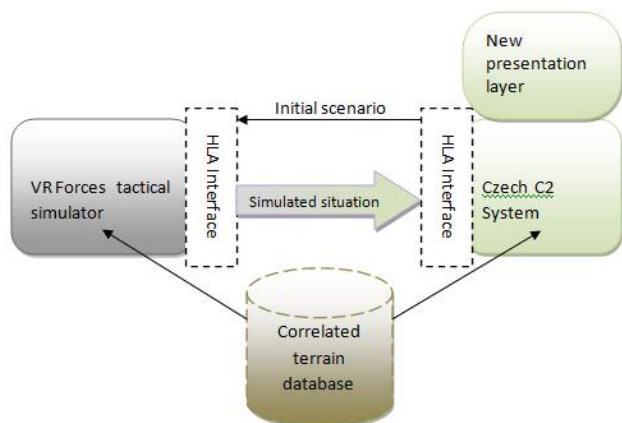 New
presentation
layer
Initial scenario
HLA Interface
HLA Interface
VR Forces tactical
simulator
Simulated situation
Czech C2
System
Correlated
terrain
database